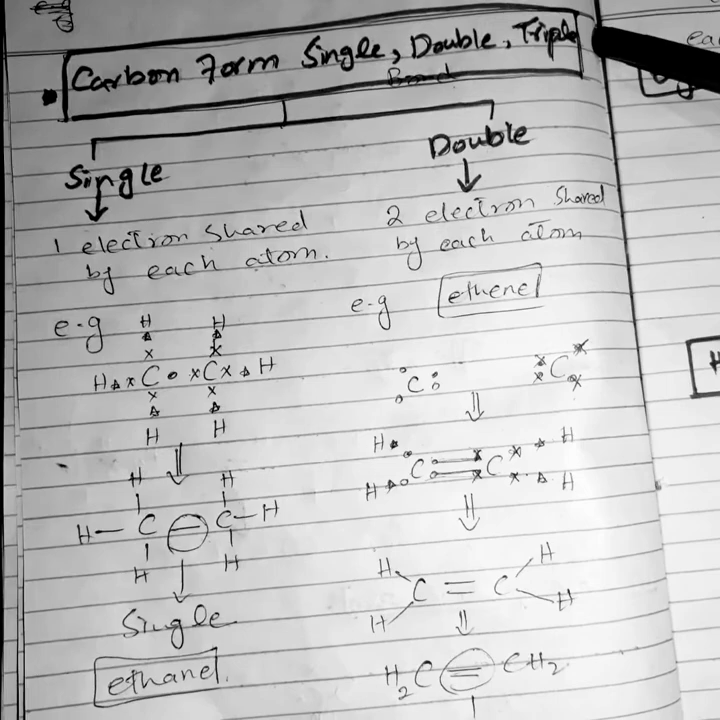 Carbon Form Single, Double, Triple
Bond
Single
1 electron shared
by each atom.
e.g
H H
H C C H
H H
H H
H — C — C — H
H H
Single
ethane
Double
2 electron shared
by each atom
e.g ethene
C C
H C C H
H H
H H
C = C
H H
H₂C = CH₂
ea
H